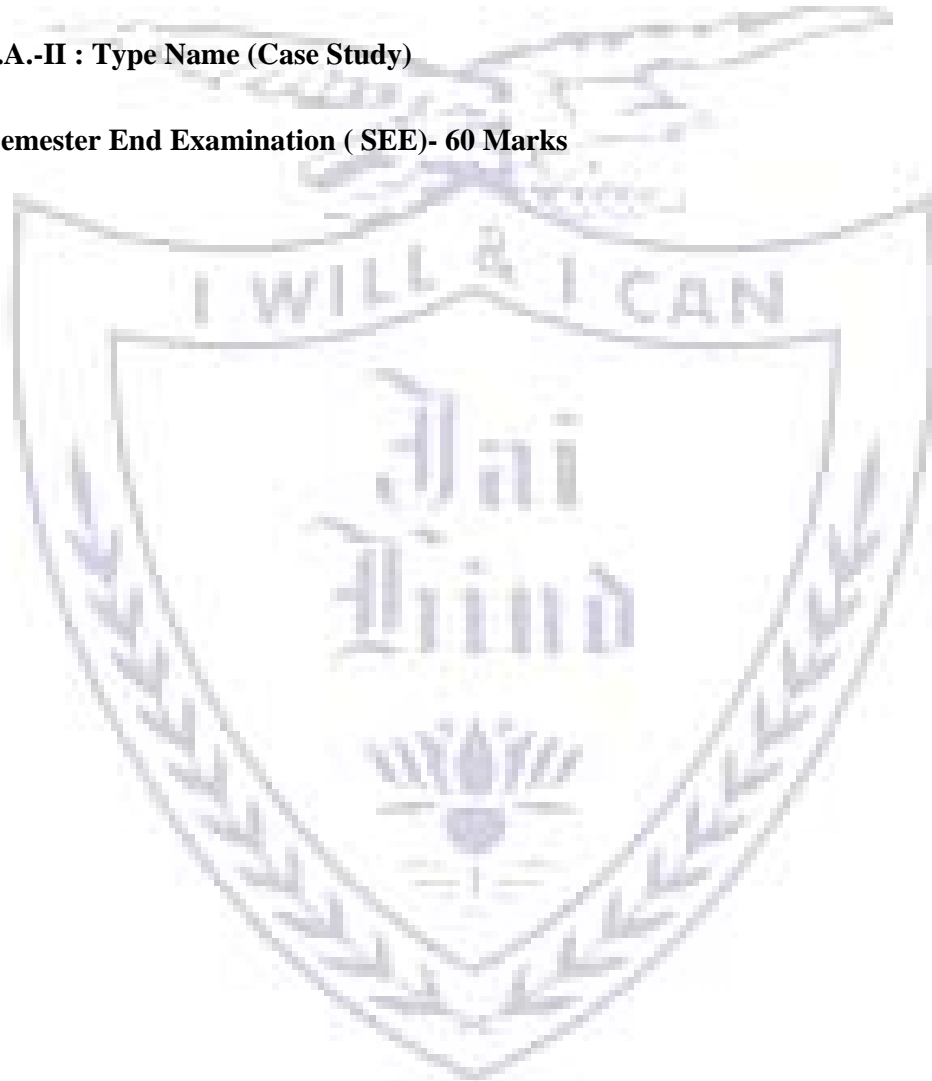 .A.-II : Type Name (Case Study)
emester End Examination ( SEE)- 60 Marks
I WILL & I CAN
Jai
Hind